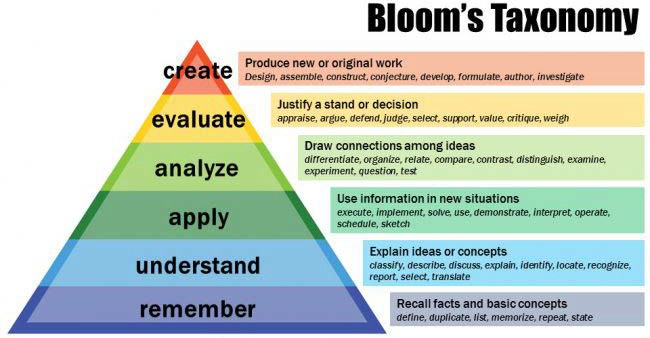 Bloom's Taxonomy
create
Produce new or original work
Design, assemble, construct, conjecture, develop, formulate, author, investigate
evaluate
Justify a stand or decision
appraise, argue, defend, judge, select, support, value, critique, weigh
analyze
Draw connections among ideas
differentiate, organize, relate, compare, contrast, distinguish, examine,
experiment, question, test
apply
Use information in new situations
execute, implement, solve, use, demonstrate, interpret, operate,
schedule, sketch
understand
Explain ideas or concepts
classify, describe, discuss, explain, identify, locate, recognize,
report, select, translate
remember
Recall facts and basic concepts
define, duplicate, list, memorize, repeat, state